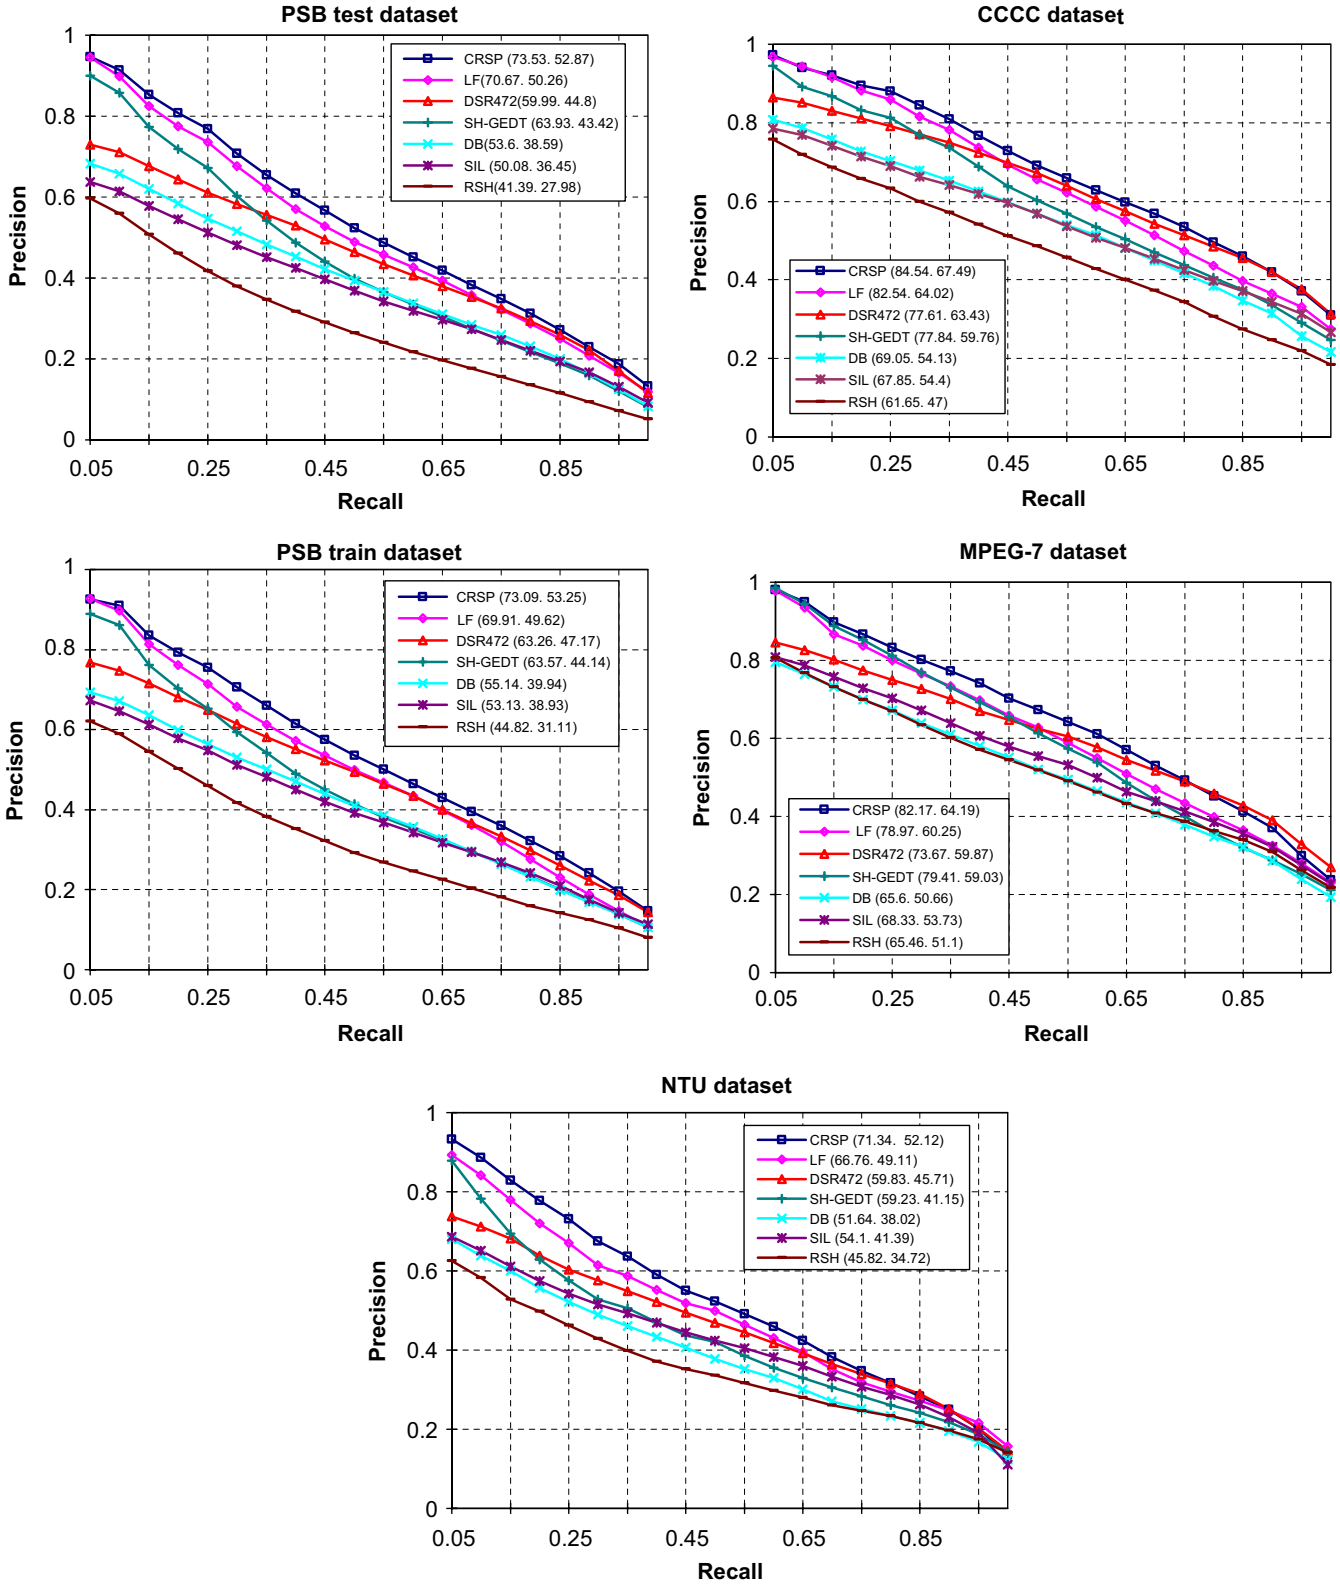 PSB test dataset
1
0.8
0.6
0.4
0.2
0
Precision
CRSP (73.53. 52.87)
LF(70.67. 50.26)
DSR472(59.99. 44.8)
SH-GEDT (63.93. 43.42)
DB(53.6. 38.59)
SIL (50.08. 36.45)
RSH(41.39. 27.98)
0.05 0.25 0.45 0.65 0.85
Recall
CCCC dataset
1
0.8
0.6
0.4
0.2
0
Precision
CRSP (84.54. 67.49)
LF (82.54. 64.02)
DSR472 (77.61. 63.43)
SH-GEDT (77.84. 59.76)
DB (69.05. 54.13)
SIL (67.85. 54.4)
RSH (61.65. 47)
0.05 0.25 0.45 0.65 0.85
Recall
PSB train dataset
1
0.8
0.6
0.4
0.2
0
Precision
CRSP (73.09. 53.25)
LF (69.91. 49.62)
DSR472 (63.26. 47.17)
SH-GEDT (63.57. 44.14)
DB (55.14. 39.94)
SIL (53.13. 38.93)
RSH (44.82. 31.11)
0.05 0.25 0.45 0.65 0.85
Recall
MPEG-7 dataset
1
0.8
0.6
0.4
0.2
0
Precision
CRSP (82.17. 64.19)
LF (78.97. 60.25)
DSR472 (73.67. 59.87)
SH-GEDT (79.41. 59.03)
DB (65.6. 50.66)
SIL (68.33. 53.73)
RSH (65.46. 51.1)
0.05 0.25 0.45 0.65 0.85
Recall
NTU dataset
1
0.8
0.6
0.4
0.2
0
Precision
CRSP (71.34. 52.12)
LF (66.76. 49.11)
DSR472 (59.83. 45.71)
SH-GEDT (59.23. 41.15)
DB (51.64. 38.02)
SIL (54.1. 41.39)
RSH (45.82. 34.72)
0.05 0.25 0.45 0.65 0.85
Recall